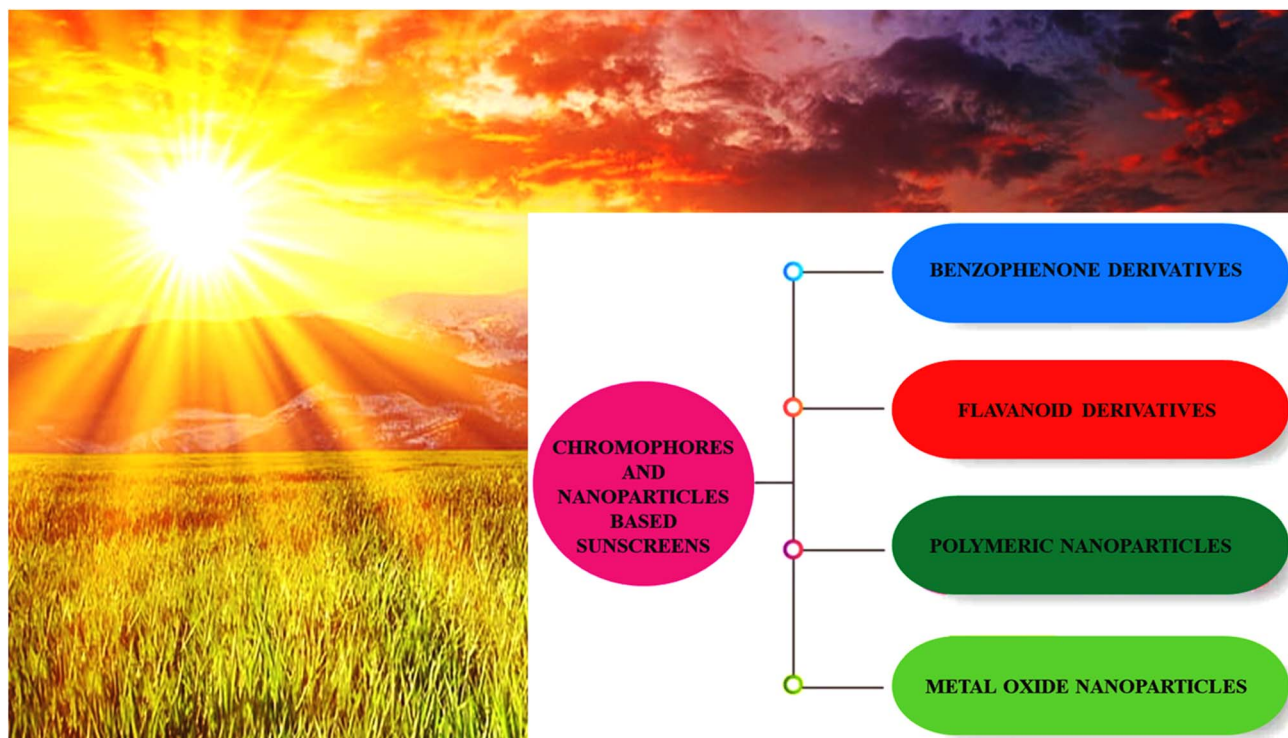 CHROMOPHORES
AND
NANOPARTICLES
BASED
SUNSCREENS
BENZOPHENONE DERIVATIVES
FLAVANOID DERIVATIVES
POLYMERIC NANOPARTICLES
METAL OXIDE NANOPARTICLES